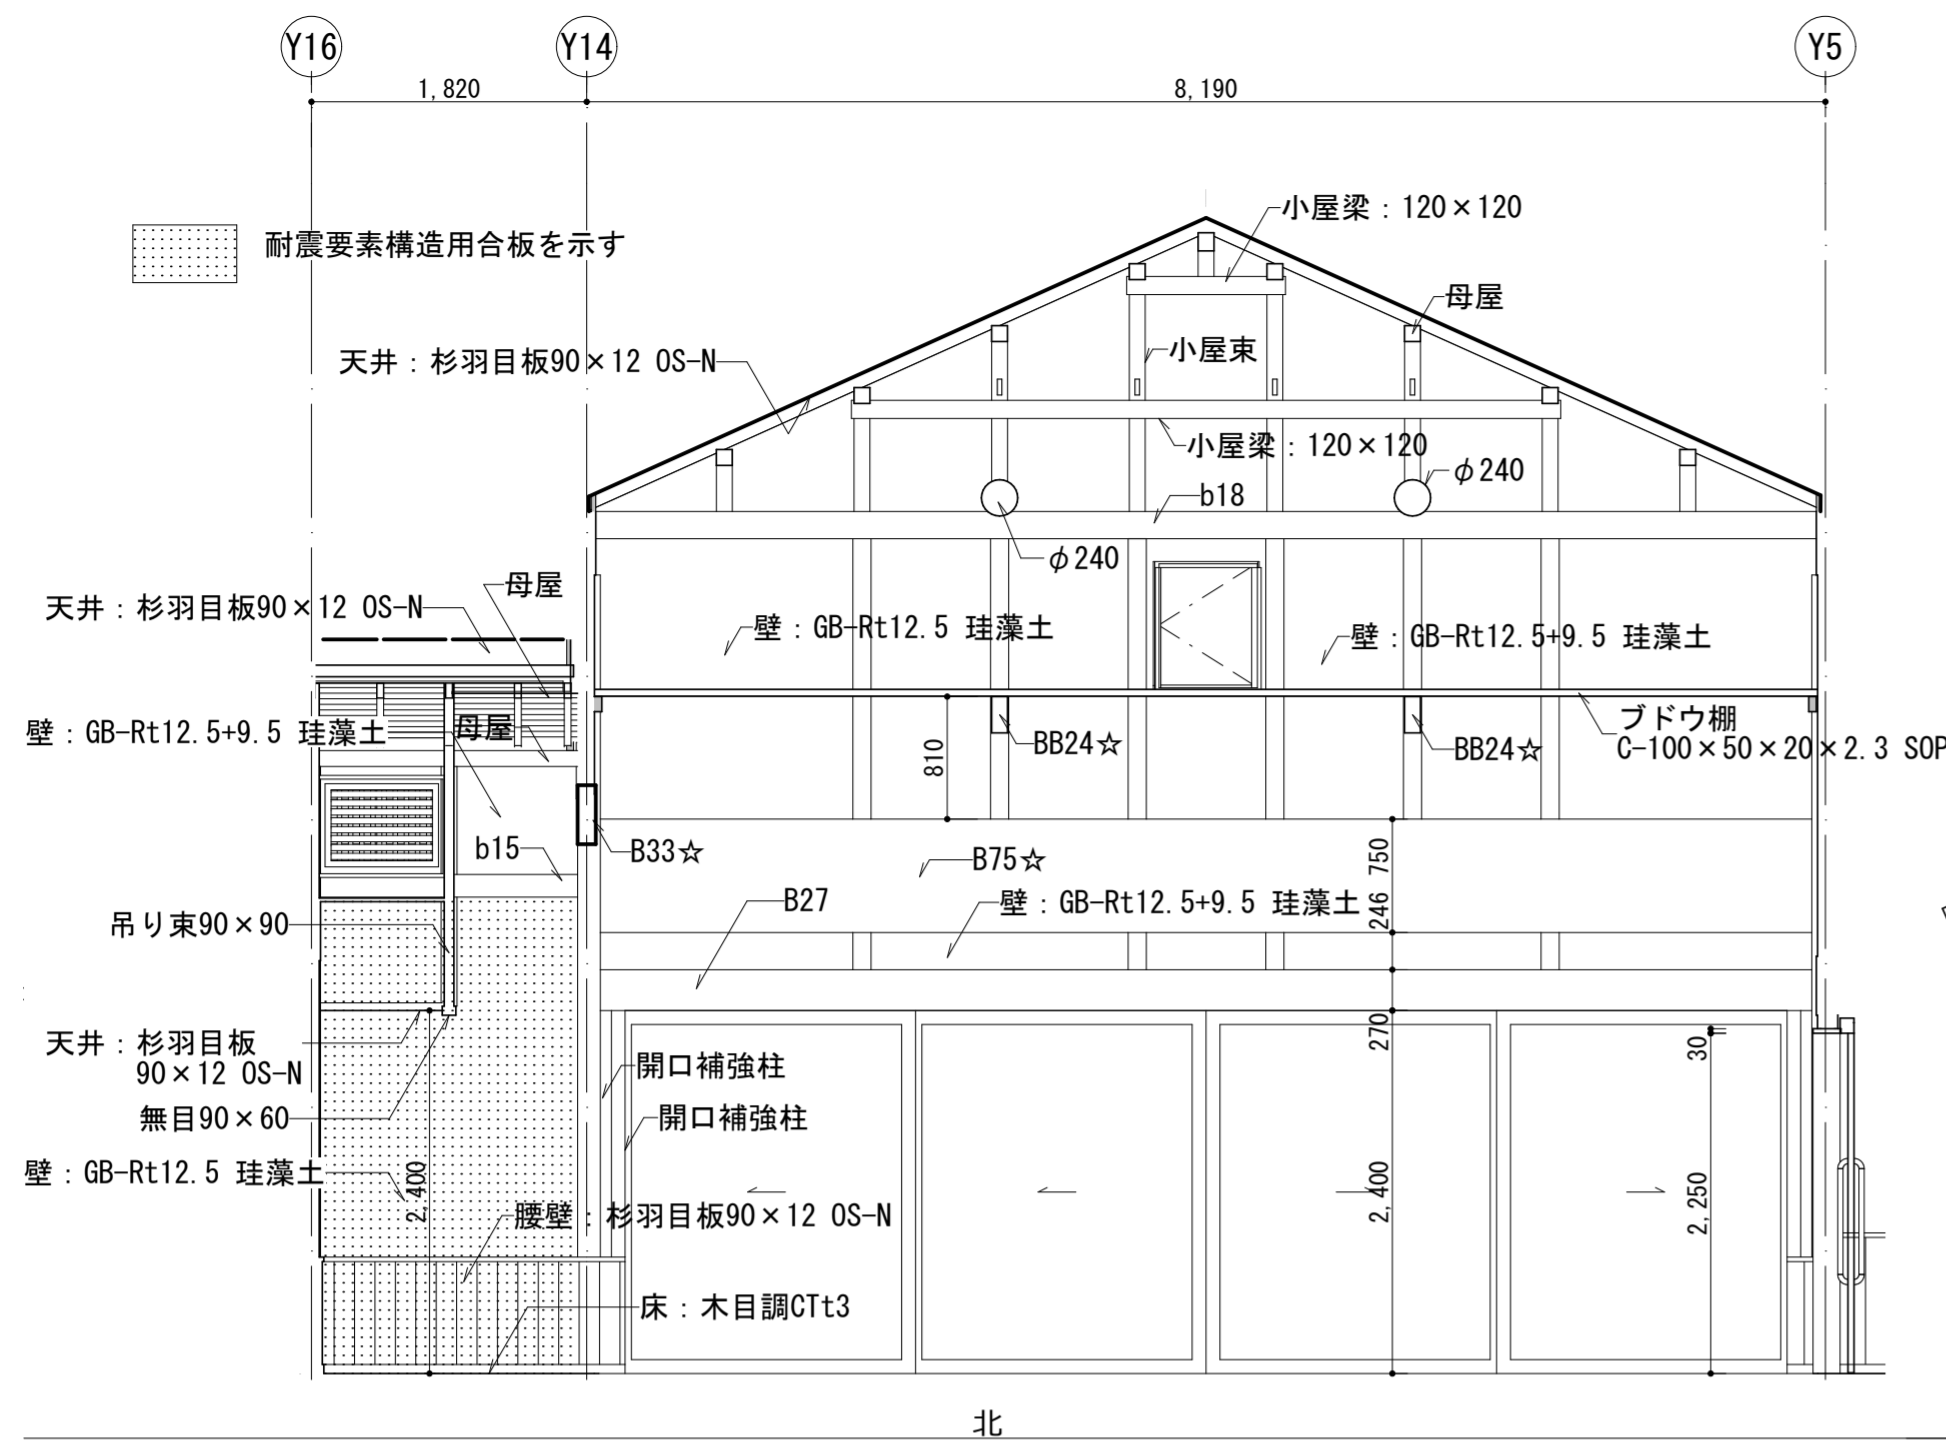 Y16
Y14
Y5
1,820
8,190
小屋梁：120×120
耐震要素構造用合板を示す
母屋
小屋束
天井：杉羽目板90×12 OS-N
小屋梁：120×120
φ240
b18
φ240
母屋
天井：杉羽目板90×12 OS-N
壁：GB-Rt12.5 珪藻土
壁：GB-Rt12.5+9.5 珪藻土
母屋
壁：GB-Rt12.5+9.5 珪藻土
ブドウ棚
C-100×50×20×2.3 SOP
BB24☆
BB24☆
810
b15
B33☆
B75☆
750
B27
壁：GB-Rt12.5+9.5 珪藻土
246
吊り束90×90
天井：杉羽目板
90×12 OS-N
270
30
開口補強柱
無目90×60
開口補強柱
壁：GB-Rt12.5 珪藻土
2,400
2,400
2,250
腰壁：杉羽目板90×12 OS-N
床：木目調CTt3
北